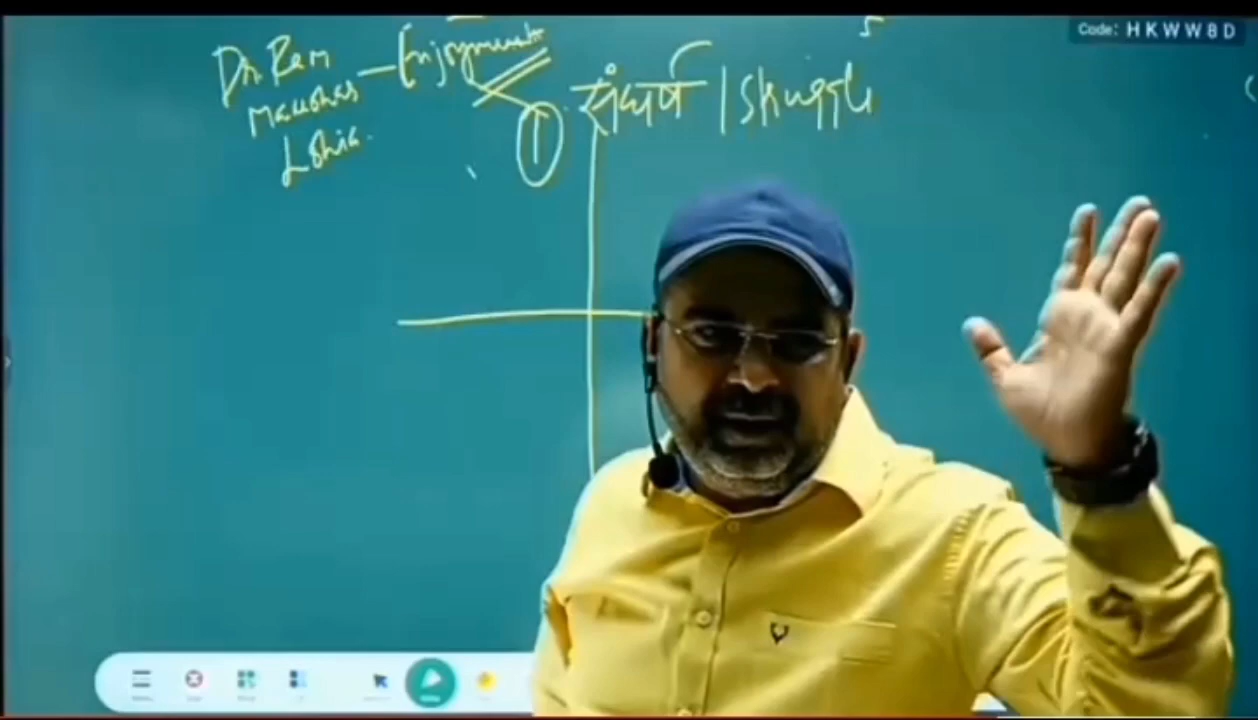 Code: HKWW8D
Dr. Ram — Enjoyment
Manohar
Lohia.
① संघर्ष / Struggle